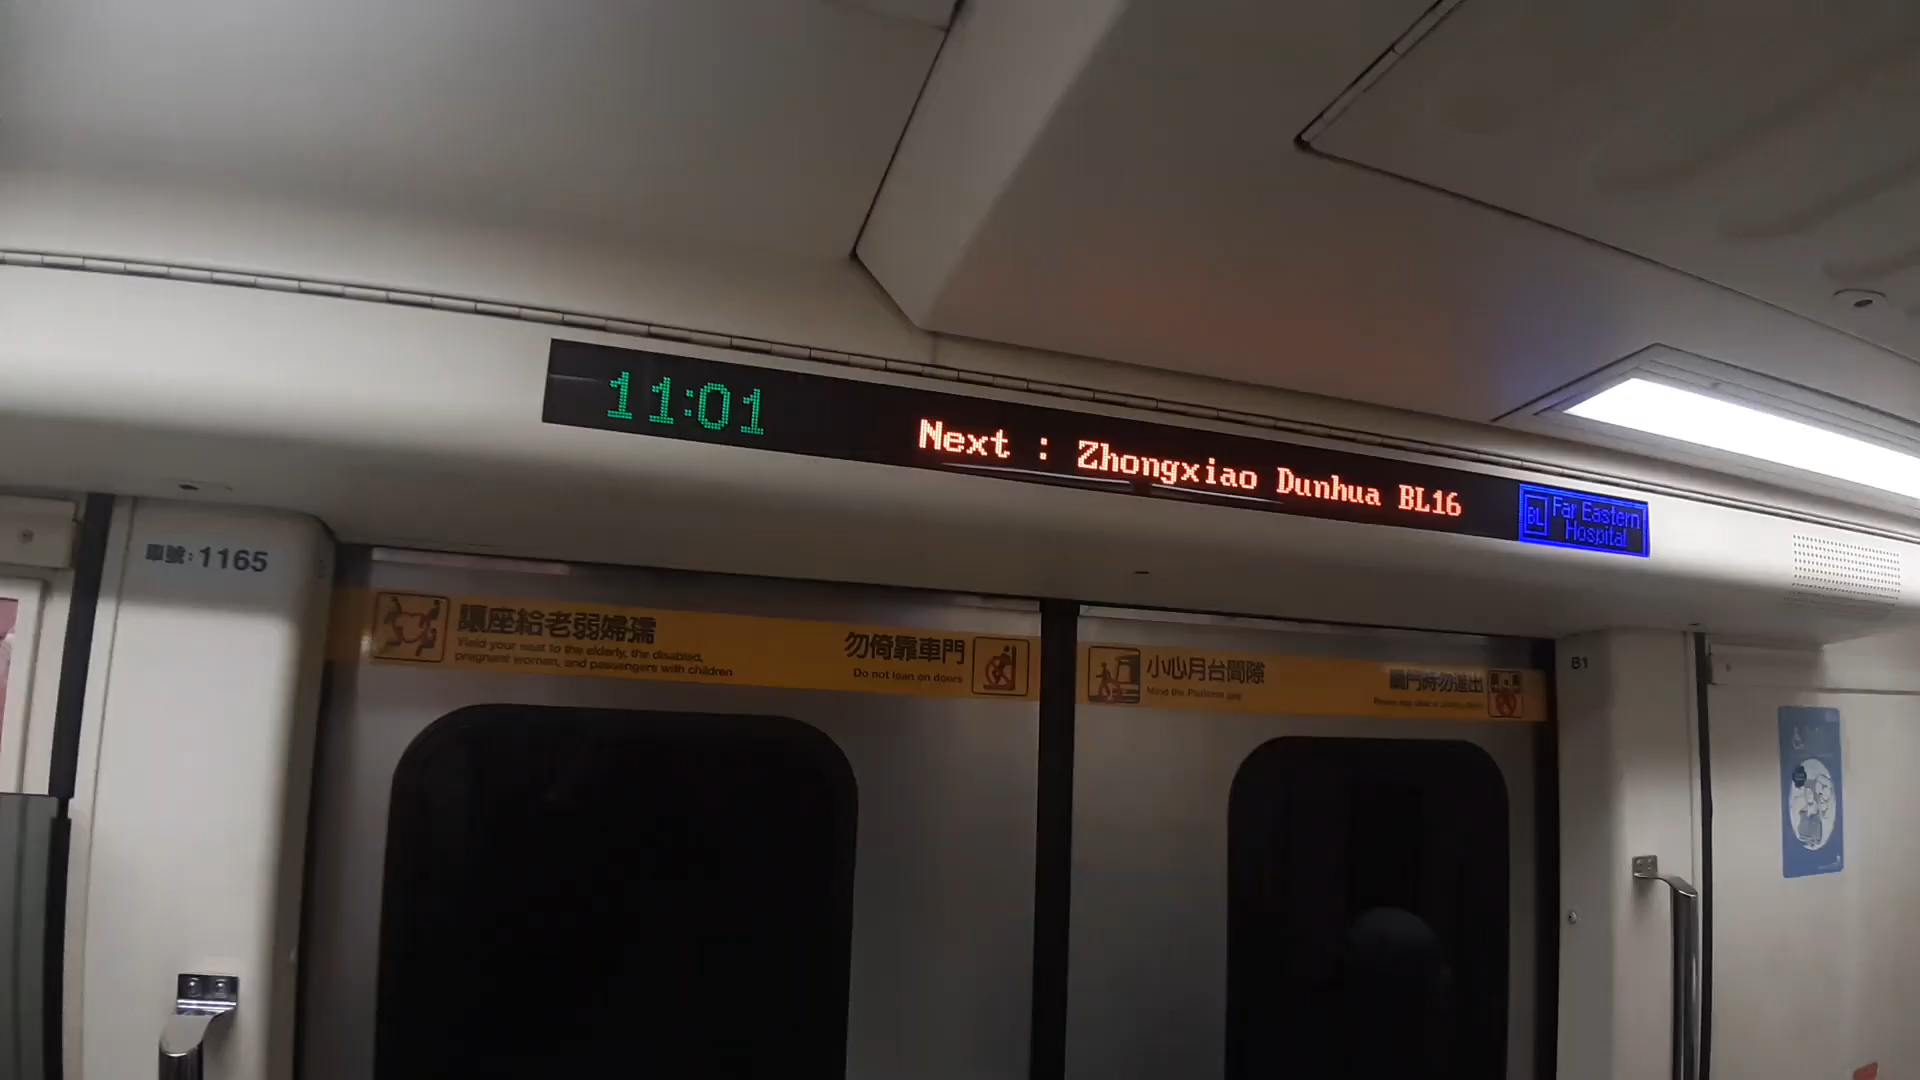 11:01
Next : Zhongxiao Dunhua BL16
BL
Far Eastern
Hospital
車號:1165
讓座給老弱婦孺
Yield your seat to the elderly, the disabled,
pregnant women, and passengers with children
勿倚靠車門
Do not lean on doors
小心月台間隙
Mind the Platform gap
關門時勿進出
B1